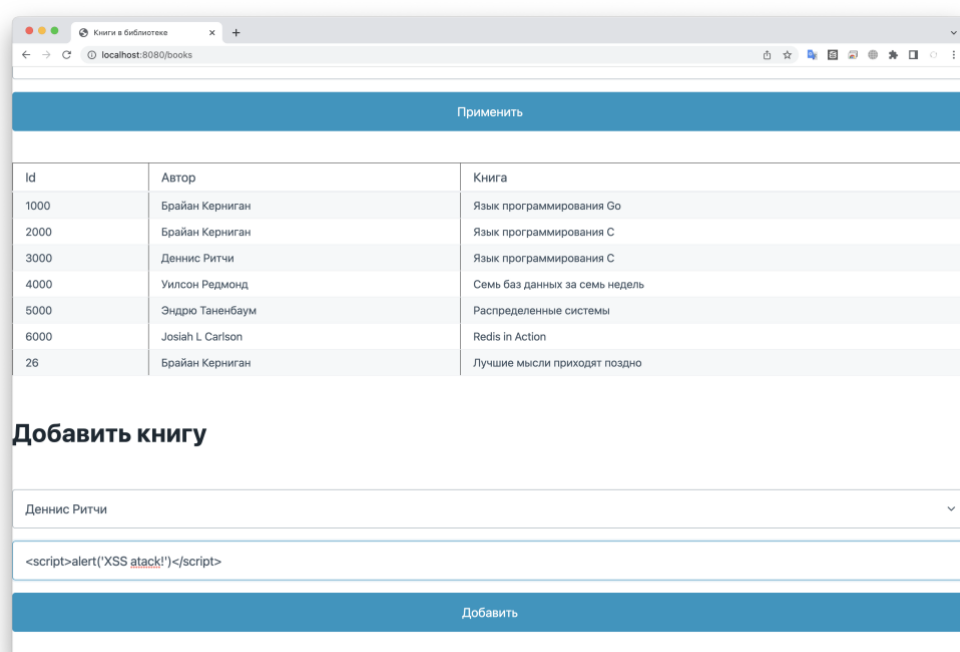 Книги в библиотеке
localhost:8080/books
Применить
Id Автор Книга
1000 Брайан Керниган Язык программирования Go
2000 Брайан Керниган Язык программирования C
3000 Деннис Ритчи Язык программирования C
4000 Уилсон Редмонд Семь баз данных за семь недель
5000 Эндрю Таненбаум Распределенные системы
6000 Josiah L Carlson Redis in Action
26 Брайан Керниган Лучшие мысли приходят поздно
Добавить книгу
Деннис Ритчи
<script>alert('XSS atack!')</script>
Добавить